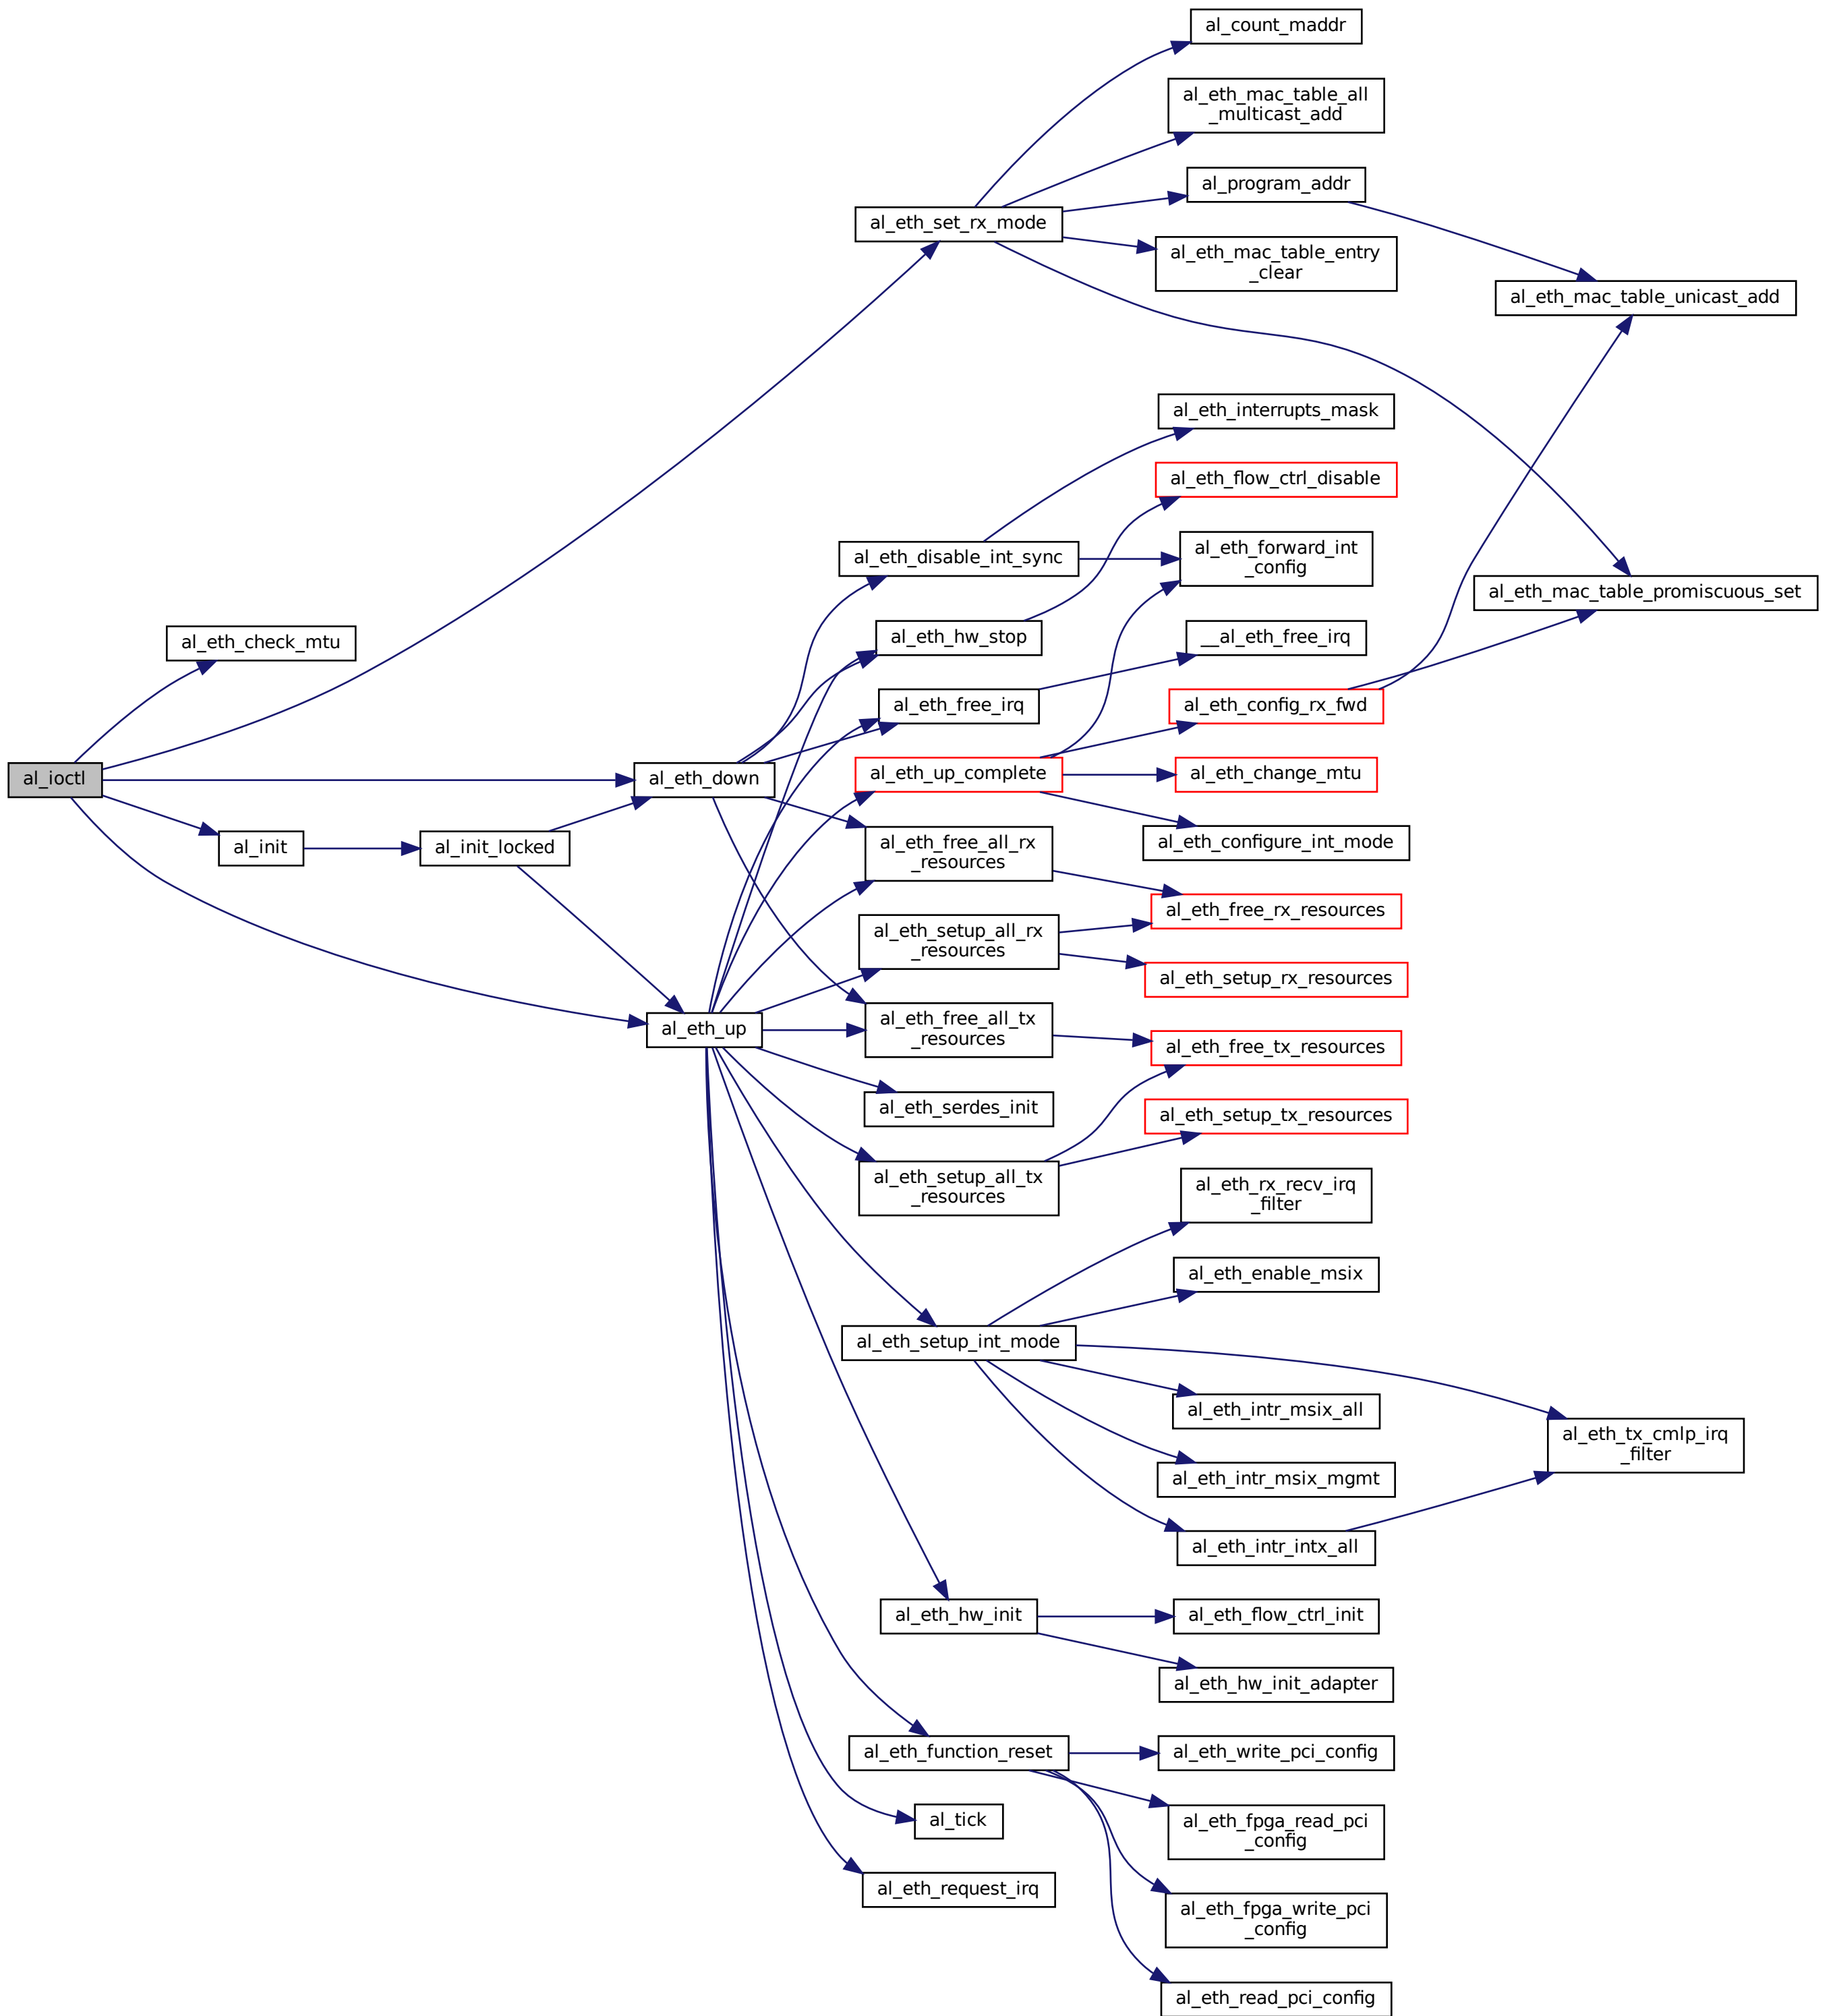 al_count_maddr
al_eth_mac_table_all
_multicast_add
al_program_addr
al_eth_set_rx_mode
al_eth_mac_table_entry
_clear
al_eth_mac_table_unicast_add
al_eth_interrupts_mask
al_eth_flow_ctrl_disable
al_eth_disable_int_sync
al_eth_forward_int
_config
al_eth_mac_table_promiscuous_set
al_eth_check_mtu
al_eth_hw_stop
__al_eth_free_irq
al_eth_free_irq
al_eth_config_rx_fwd
al_ioctl
al_eth_down
al_eth_up_complete
al_eth_change_mtu
al_init
al_init_locked
al_eth_free_all_rx
_resources
al_eth_configure_int_mode
al_eth_free_rx_resources
al_eth_setup_all_rx
_resources
al_eth_setup_rx_resources
al_eth_up
al_eth_free_all_tx
_resources
al_eth_free_tx_resources
al_eth_serdes_init
al_eth_setup_tx_resources
al_eth_setup_all_tx
_resources
al_eth_rx_recv_irq
_filter
al_eth_enable_msix
al_eth_setup_int_mode
al_eth_intr_msix_all
al_eth_tx_cmlp_irq
_filter
al_eth_intr_msix_mgmt
al_eth_intr_intx_all
al_eth_hw_init
al_eth_flow_ctrl_init
al_eth_hw_init_adapter
al_eth_function_reset
al_eth_write_pci_config
al_tick
al_eth_fpga_read_pci
_config
al_eth_request_irq
al_eth_fpga_write_pci
_config
al_eth_read_pci_config